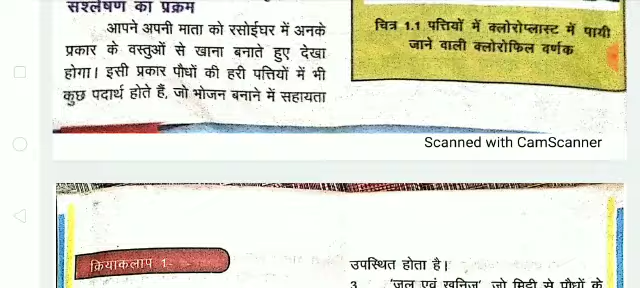 संश्लेषण का प्रक्रम
आपने अपनी माता को रसोईघर में अनके
प्रकार के वस्तुओं से खाना बनाते हुए देखा
होगा। इसी प्रकार पौधों की हरी पत्तियों में भी
कुछ पदार्थ होते हैं, जो भोजन बनाने में सहायता
चित्र 1.1 पत्तियों में क्लोरोप्लास्ट में पायी
जाने वाली क्लोरोफिल वर्णक
Scanned with CamScanner
क्रियाकलाप 1
उपस्थित होता है।
3. 'जल एवं खनिज' जो मिट्टी से पौधों के